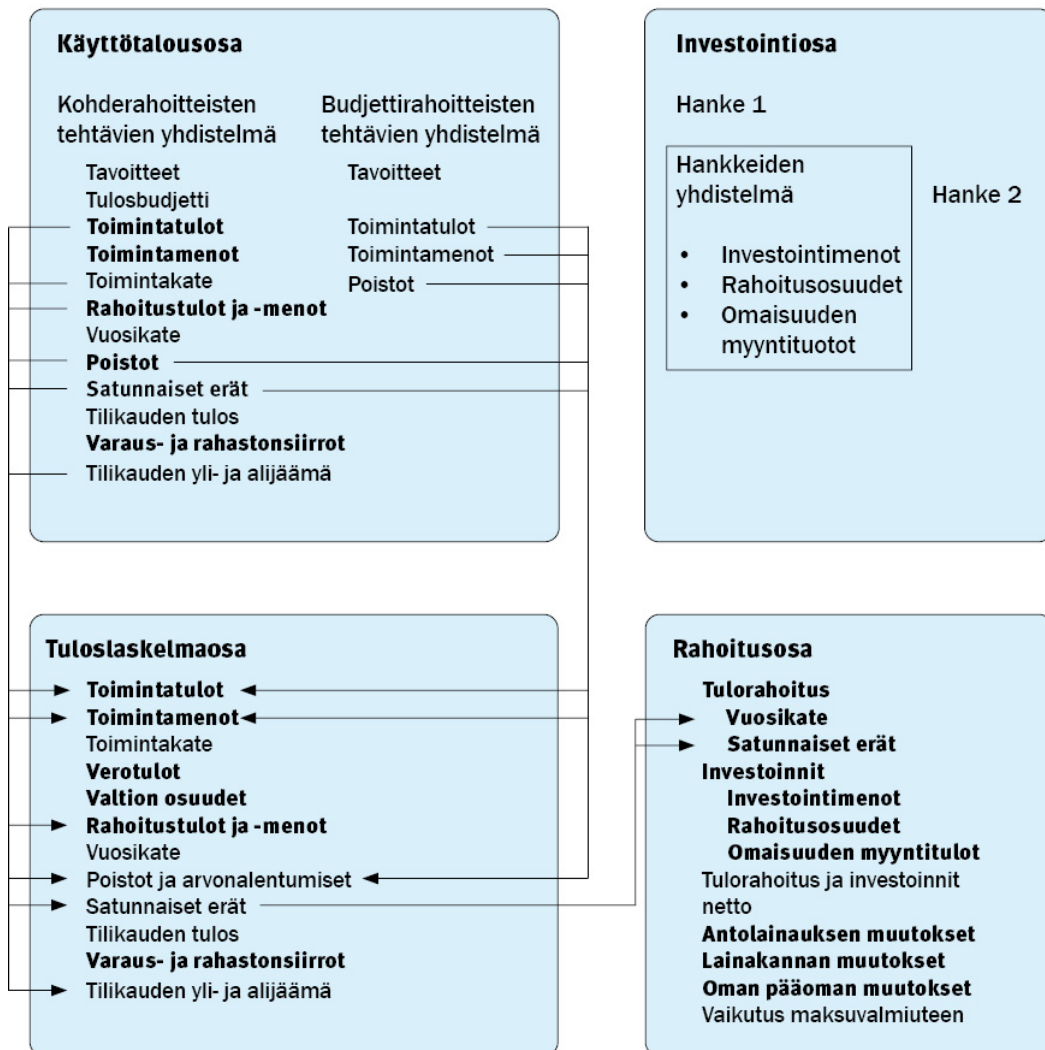 Käyttötalousosa
Kohderahoitteisten
tehtävien yhdistelmä
Tavoitteet
Tulosbudjetti
Toimintatulot
Toimintamenot
Toimintakate
Rahoitustulot ja -menot
Vuosikate
Poistot
Satunnaiset erät
Tilikauden tulos
Varaus- ja rahastonsiirrot
Tilikauden yli- ja alijäämä
Budjettirahoitteisten
tehtävien yhdistelmä
Tavoitteet
Toimintatulot
Toimintamenot
Poistot
Investointiosa
Hanke 1
Hankkeiden
yhdistelmä
• Investointimenot
• Rahoitusosuudet
• Omaisuuden
myyntituotot
Hanke 2
Tuloslaskelmaosa
Toimintatulot
Toimintamenot
Toimintakate
Verotulot
Valtion osuudet
Rahoitustulot ja -menot
Vuosikate
Poistot ja arvonalentumiset
Satunnaiset erät
Tilikauden tulos
Varaus- ja rahastonsiirrot
Tilikauden yli- ja alijäämä
Rahoitusosa
Tulorahoitus
Vuosikate
Satunnaiset erät
Investoinnit
Investointimenot
Rahoitusosuudet
Omaisuuden myyntitulot
Tulorahoitus ja investoinnit
netto
Antolainauksen muutokset
Lainakannan muutokset
Oman pääoman muutokset
Vaikutus maksuvalmiuteen